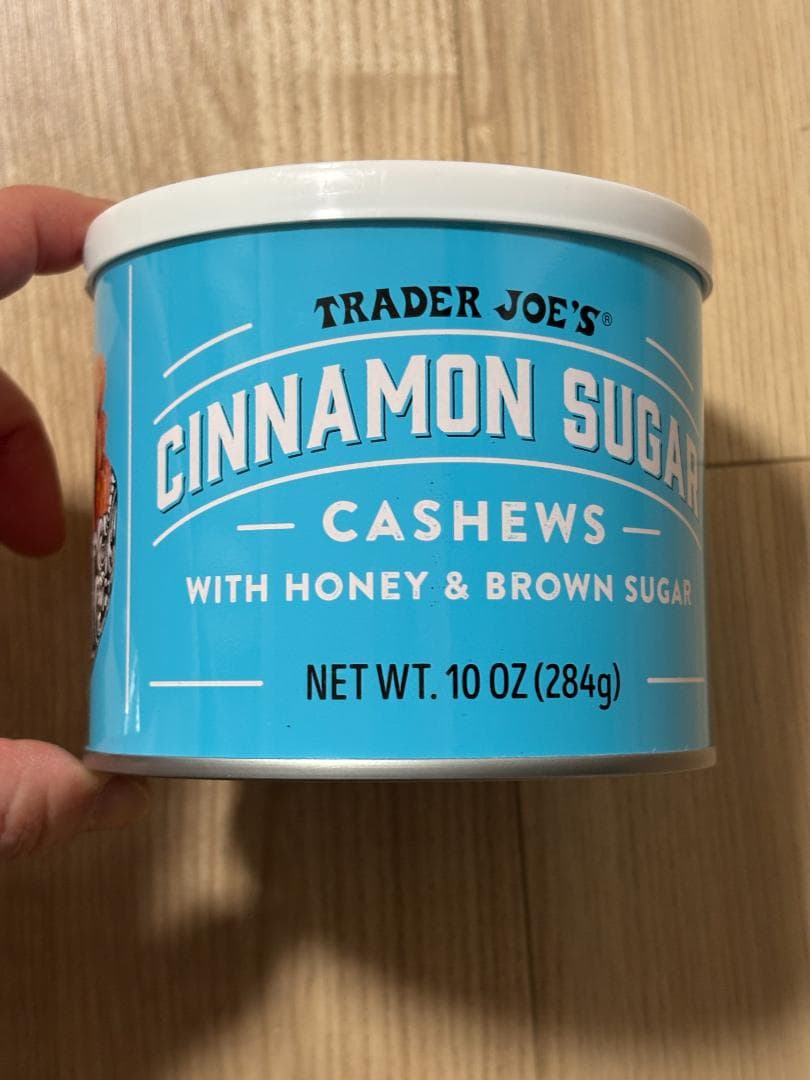 TRADER JOE'S®
CINNAMON SUGAR
— CASHEWS —
WITH HONEY & BROWN SUGAR
NET WT. 10 OZ (284g)